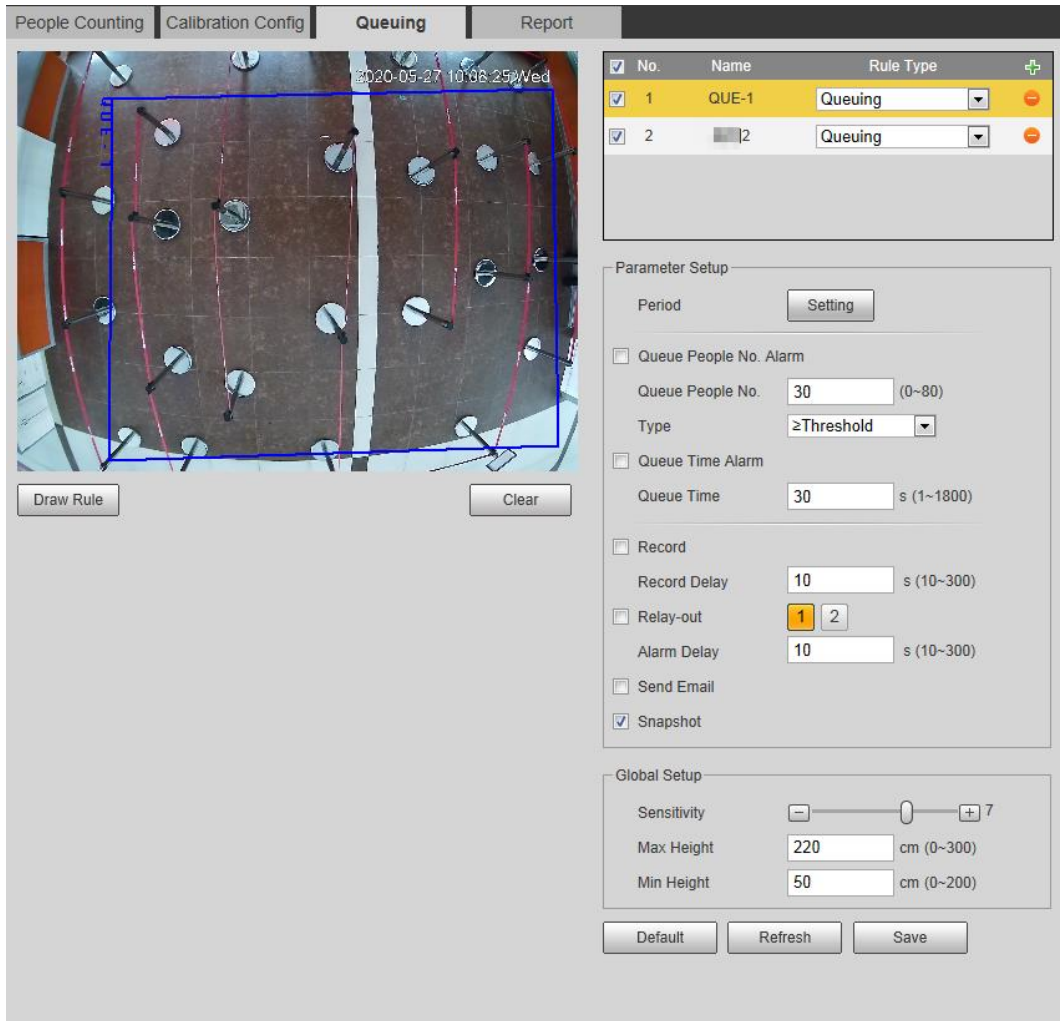 People Counting Calibration Config Queuing Report
2020-05-27 10:08:25 Wed
QUE-1
No. Name Rule Type
1 QUE-1 Queuing
2 2 Queuing
Parameter Setup
Period Setting
Queue People No. Alarm
Queue People No. 30 (0~80)
Type ≥Threshold
Queue Time Alarm
Queue Time 30 s (1~1800)
Record
Record Delay 10 s (10~300)
Relay-out 1 2
Alarm Delay 10 s (10~300)
Send Email
Snapshot
Draw Rule Clear
Global Setup
Sensitivity 7
Max Height 220 cm (0~300)
Min Height 50 cm (0~200)
Default Refresh Save